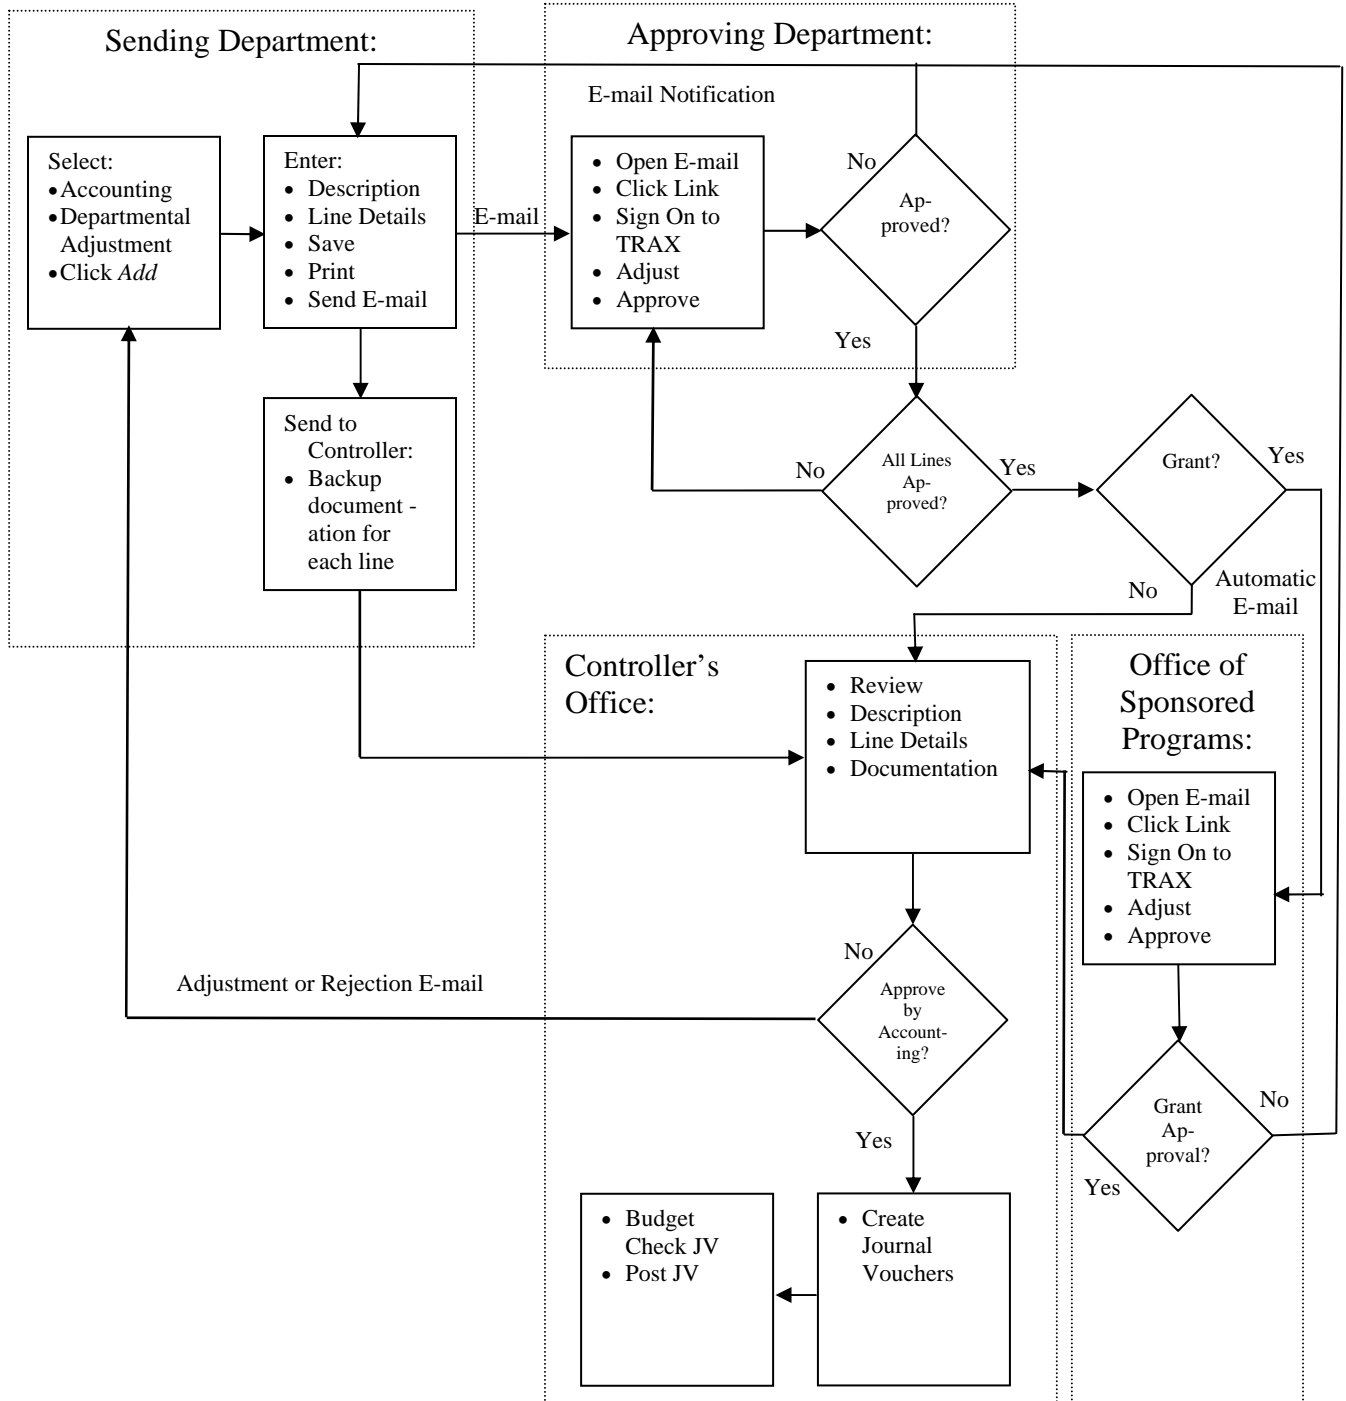 Sending Department:
Approving Department:
E-mail Notification
Select:
•Accounting
•Departmental
Adjustment
•Click Add
Enter:
• Description
• Line Details
• Save
• Print
• Send E-mail
E-mail
• Open E-mail
• Click Link
• Sign On to
TRAX
• Adjust
• Approve
No
Ap-
proved?
Yes
Send to
Controller:
• Backup
document -
ation for
each line
No
All Lines
Ap-
proved?
Yes
Grant?
Yes
No
Automatic
E-mail
Controller’s
Office:
• Review
• Description
• Line Details
• Documentation
Office of
Sponsored
Programs:
• Open E-mail
• Click Link
• Sign On to
TRAX
• Adjust
• Approve
No
Adjustment or Rejection E-mail
Approve
by
Account-
ing?
Yes
Grant
Ap-
proval?
No
Yes
• Budget
Check JV
• Post JV
• Create
Journal
Vouchers